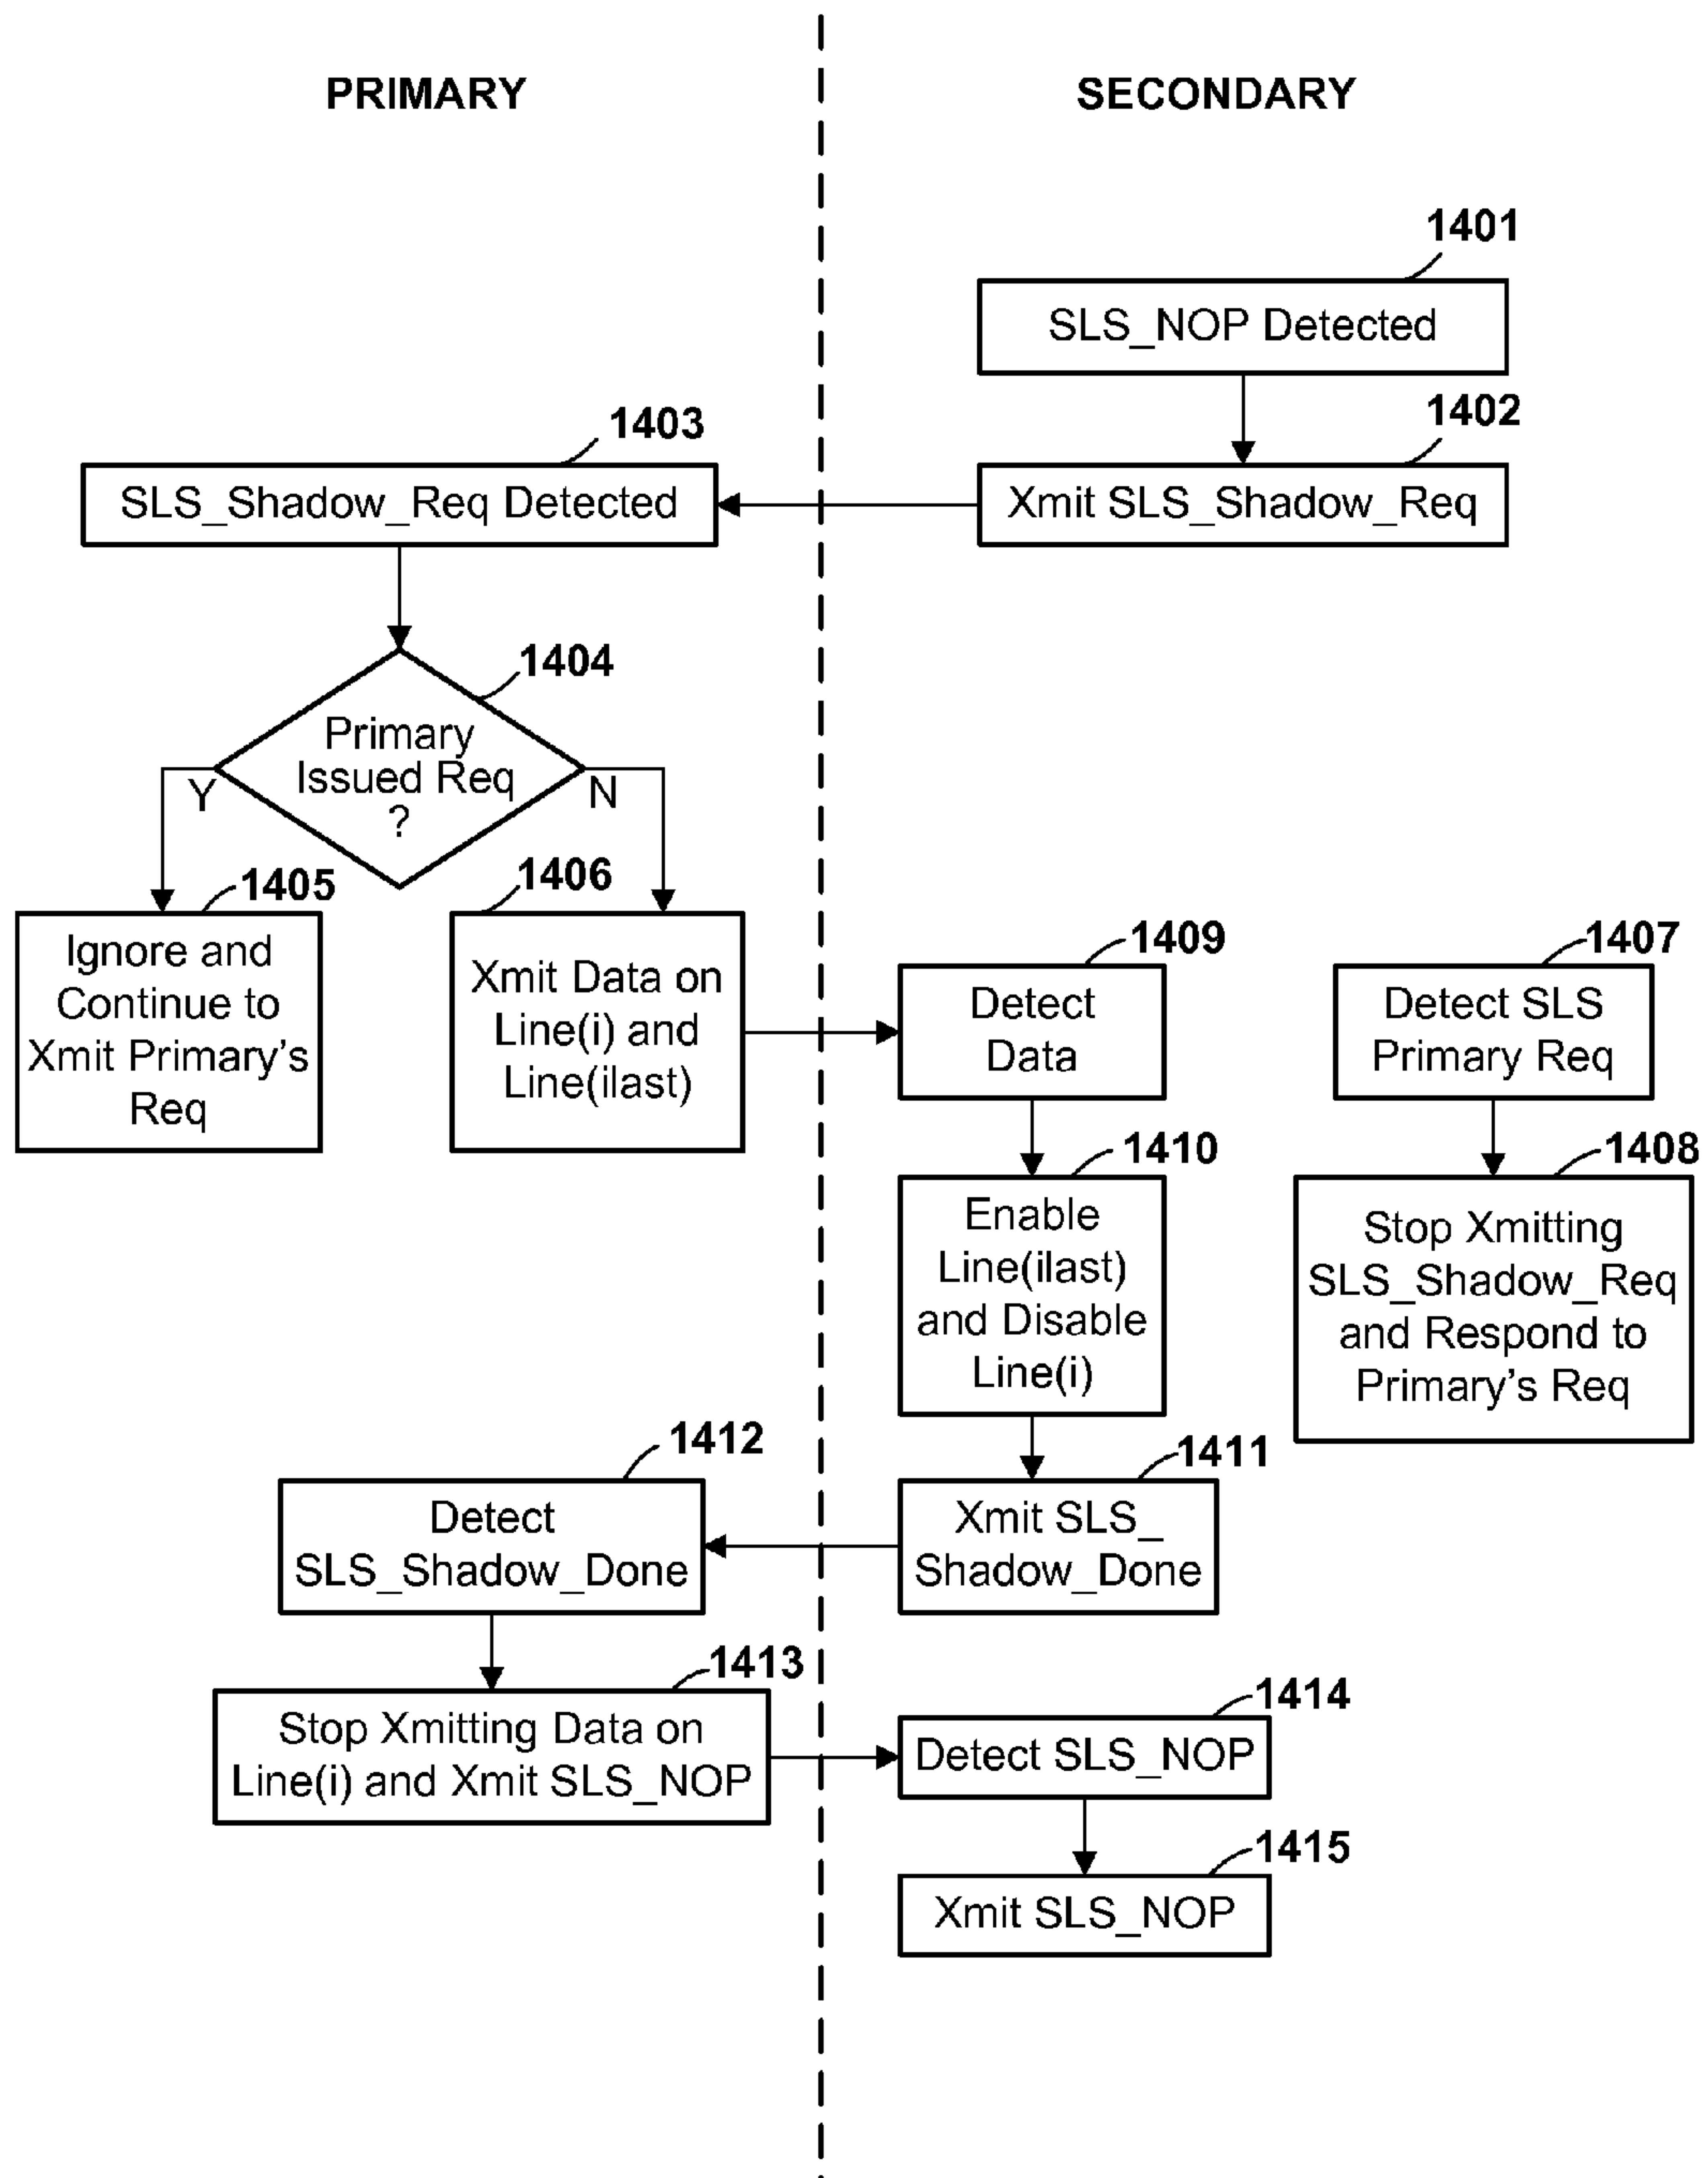 PRIMARY
SECONDARY
1401
SLS_NOP Detected
1402
Xmit SLS_Shadow_Req
1403
SLS_Shadow_Req Detected
1404
Primary
Issued Req
?
Y
N
1405
Ignore and
Continue to
Xmit Primary's
Req
1406
Xmit Data on
Line(i) and
Line(ilast)
1409
Detect
Data
1407
Detect SLS
Primary Req
1410
Enable
Line(ilast)
and Disable
Line(i)
1408
Stop Xmitting
SLS_Shadow_Req
and Respond to
Primary's Req
1411
Xmit SLS_
Shadow_Done
1412
Detect
SLS_Shadow_Done
1413
Stop Xmitting Data on
Line(i) and Xmit SLS_NOP
1414
Detect SLS_NOP
1415
Xmit SLS_NOP